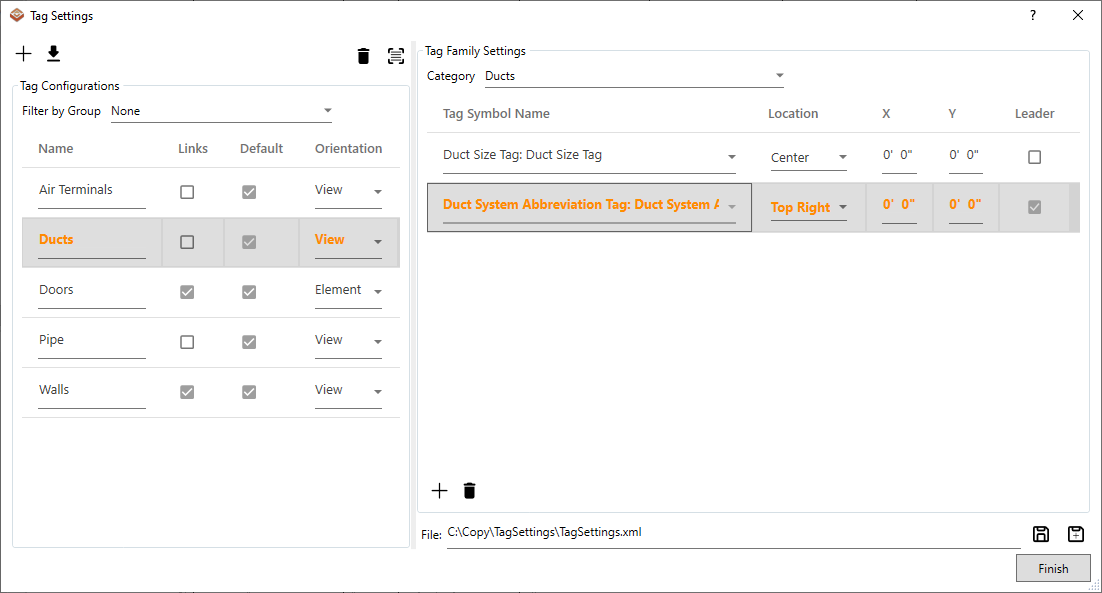 Tag Settings
?
Tag Configurations
Filter by Group None
Name Links Default Orientation
Air Terminals View
Ducts View
Doors Element
Pipe View
Walls View
Tag Family Settings
Category Ducts
Tag Symbol Name Location X Y Leader
Duct Size Tag: Duct Size Tag Center 0' 0" 0' 0"
Duct System Abbreviation Tag: Duct System Top Right 0' 0" 0' 0"
File: C:\Copy\TagSettings\TagSettings.xml
Finish